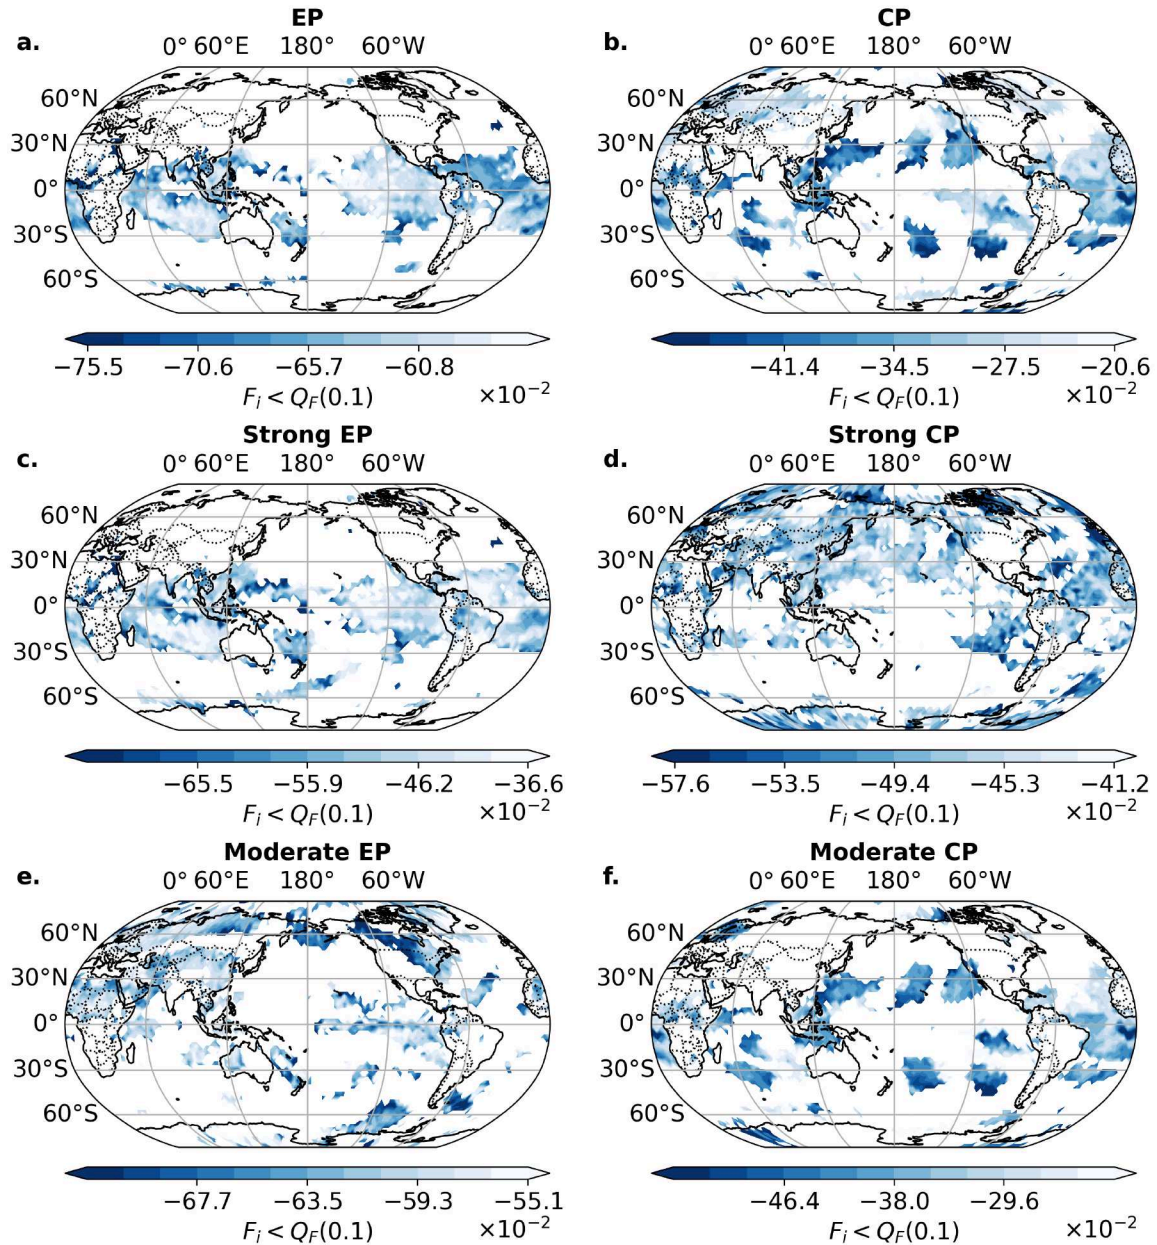 EP
a.
0° 60°E 180° 60°W
60°N
30°N
0°
30°S
60°S
−75.5 −70.6 −65.7 −60.8
F_i < Q_F(0.1) ×10⁻²
CP
b.
0° 60°E 180° 60°W
60°N
30°N
0°
30°S
60°S
−41.4 −34.5 −27.5 −20.6
F_i < Q_F(0.1) ×10⁻²
Strong EP
c.
0° 60°E 180° 60°W
60°N
30°N
0°
30°S
60°S
−65.5 −55.9 −46.2 −36.6
F_i < Q_F(0.1) ×10⁻²
Strong CP
d.
0° 60°E 180° 60°W
60°N
30°N
0°
30°S
60°S
−57.6 −53.5 −49.4 −45.3 −41.2
F_i < Q_F(0.1) ×10⁻²
Moderate EP
e.
0° 60°E 180° 60°W
60°N
30°N
0°
30°S
60°S
−67.7 −63.5 −59.3 −55.1
F_i < Q_F(0.1) ×10⁻²
Moderate CP
f.
0° 60°E 180° 60°W
60°N
30°N
0°
30°S
60°S
−46.4 −38.0 −29.6
F_i < Q_F(0.1) ×10⁻²